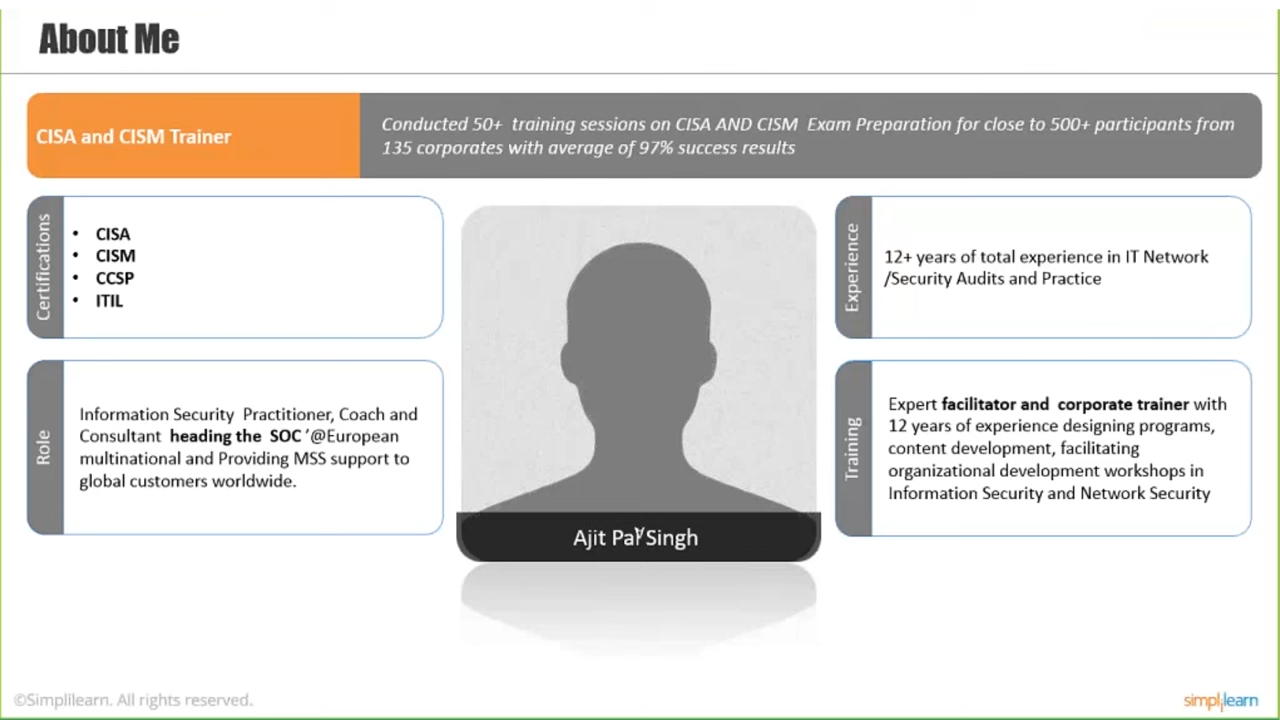 About Me
CISA and CISM Trainer
Conducted 50+ training sessions on CISA AND CISM Exam Preparation for close to 500+ participants from
135 corporates with average of 97% success results
Certifications
• CISA
• CISM
• CCSP
• ITIL
Experience
12+ years of total experience in IT Network
/Security Audits and Practice
Role
Information Security Practitioner, Coach and
Consultant heading the SOC '@European
multinational and Providing MSS support to
global customers worldwide.
Training
Expert facilitator and corporate trainer with
12 years of experience designing programs,
content development, facilitating
organizational development workshops in
Information Security and Network Security
Ajit Pal Singh
©Simplilearn. All rights reserved.
simplilearn